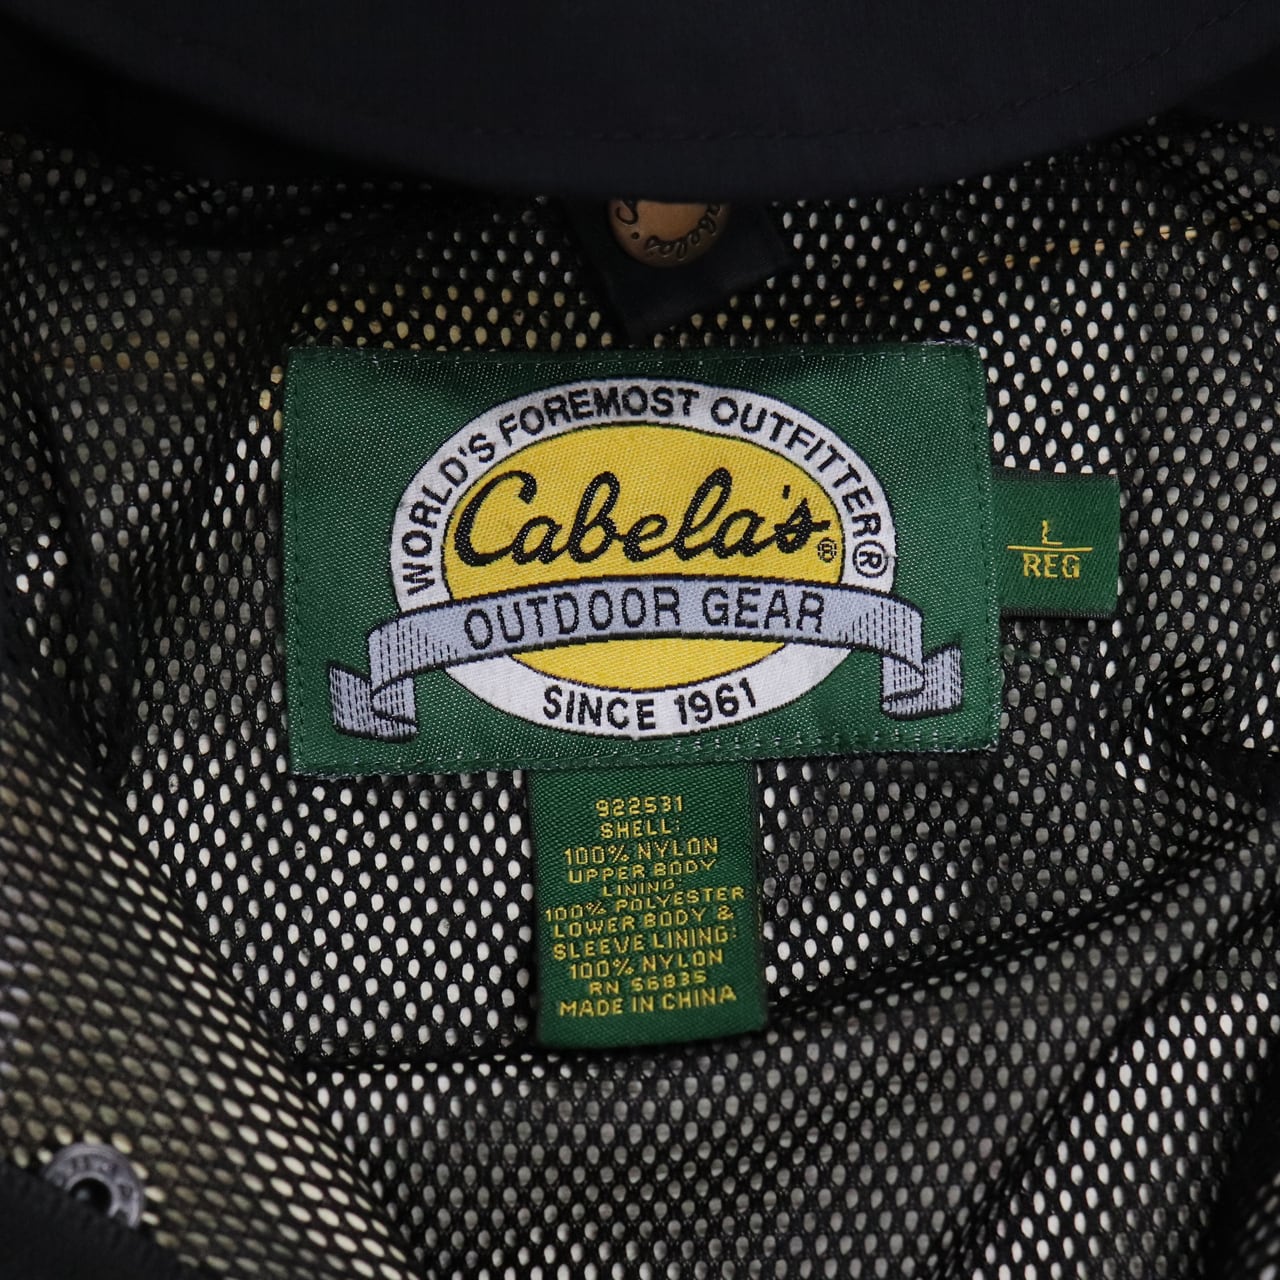 Cabela's
WORLD'S FOREMOST OUTFITTER®
Cabela's®
OUTDOOR GEAR
SINCE 1961
L
REG
922531
SHELL:
100% NYLON
UPPER BODY
LINING
100% POLYESTER
LOWER BODY &
SLEEVE LINING:
100% NYLON
RN 56835
MADE IN CHINA